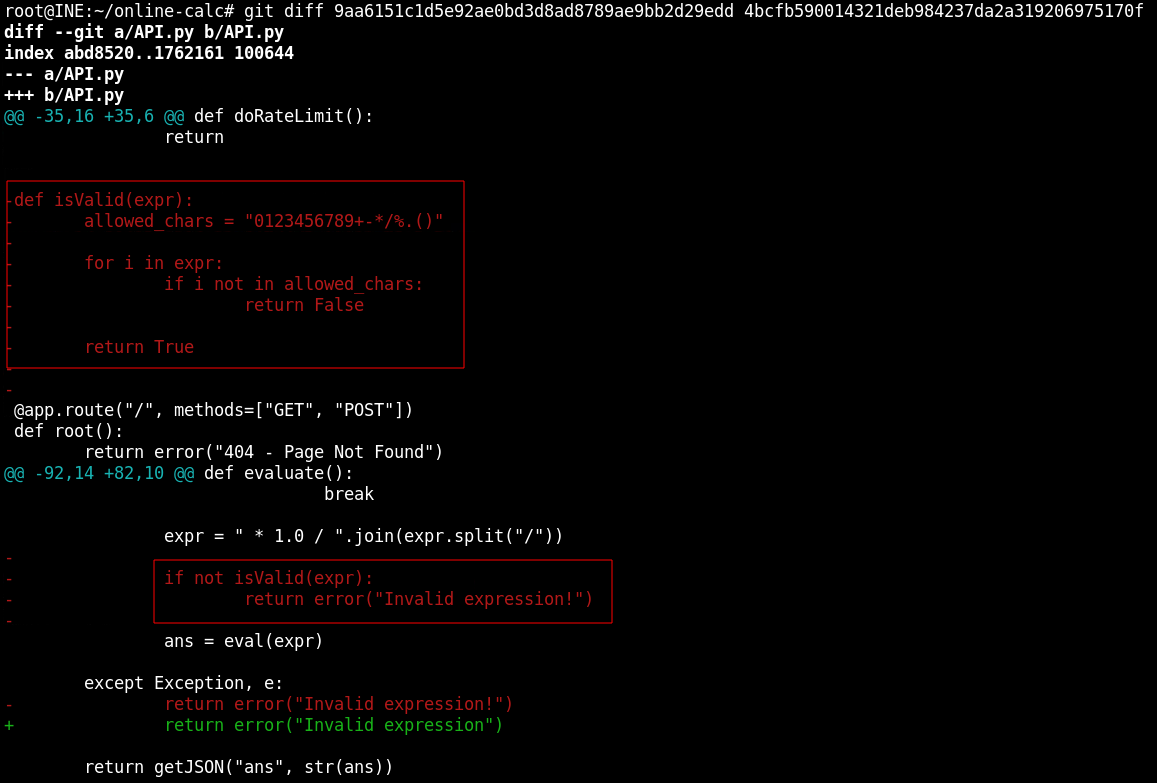 root@INE:~/online-calc# git diff 9aa6151c1d5e92ae0bd3d8ad8789ae9bb2d29edd 4bcfb590014321deb984237da2a319206975170f
diff --git a/API.py b/API.py
index abd8520..1762161 100644
--- a/API.py
+++ b/API.py
@@ -35,16 +35,6 @@ def doRateLimit():
                return


-def isValid(expr):
-       allowed_chars = "0123456789+-*/%.()"
-
-       for i in expr:
-               if i not in allowed_chars:
-                       return False
-
-       return True
-
-
 @app.route("/", methods=["GET", "POST"])
 def root():
        return error("404 - Page Not Found")
@@ -92,14 +82,10 @@ def evaluate():
                                break

                expr = " * 1.0 / ".join(expr.split("/"))
-
-               if not isValid(expr):
-                       return error("Invalid expression!")
-
                ans = eval(expr)

        except Exception, e:
-               return error("Invalid expression!")
+               return error("Invalid expression")

        return getJSON("ans", str(ans))